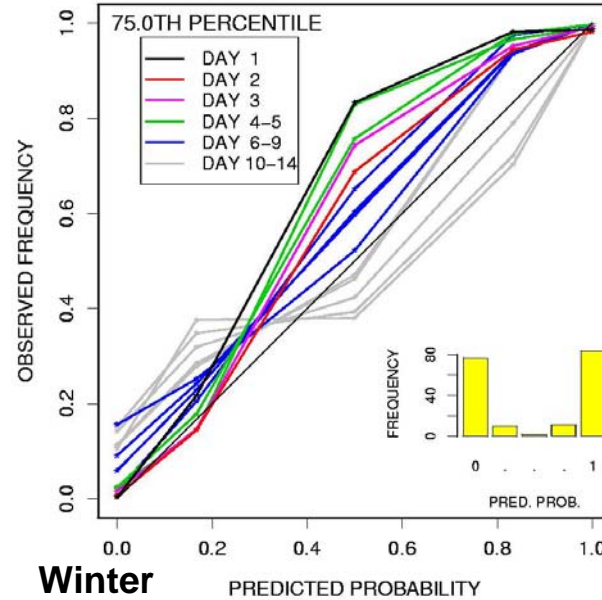 75.0TH PERCENTILE
DAY 1
DAY 2
DAY 3
DAY 4-5
DAY 6-9
DAY 10-14
OBSERVED FREQUENCY
1.0
0.8
0.6
0.4
0.2
0.0
FREQUENCY
80
40
0
0 . . . 1
PRED. PROB.
0.0 0.2 0.4 0.6 0.8 1.0
Winter PREDICTED PROBABILITY